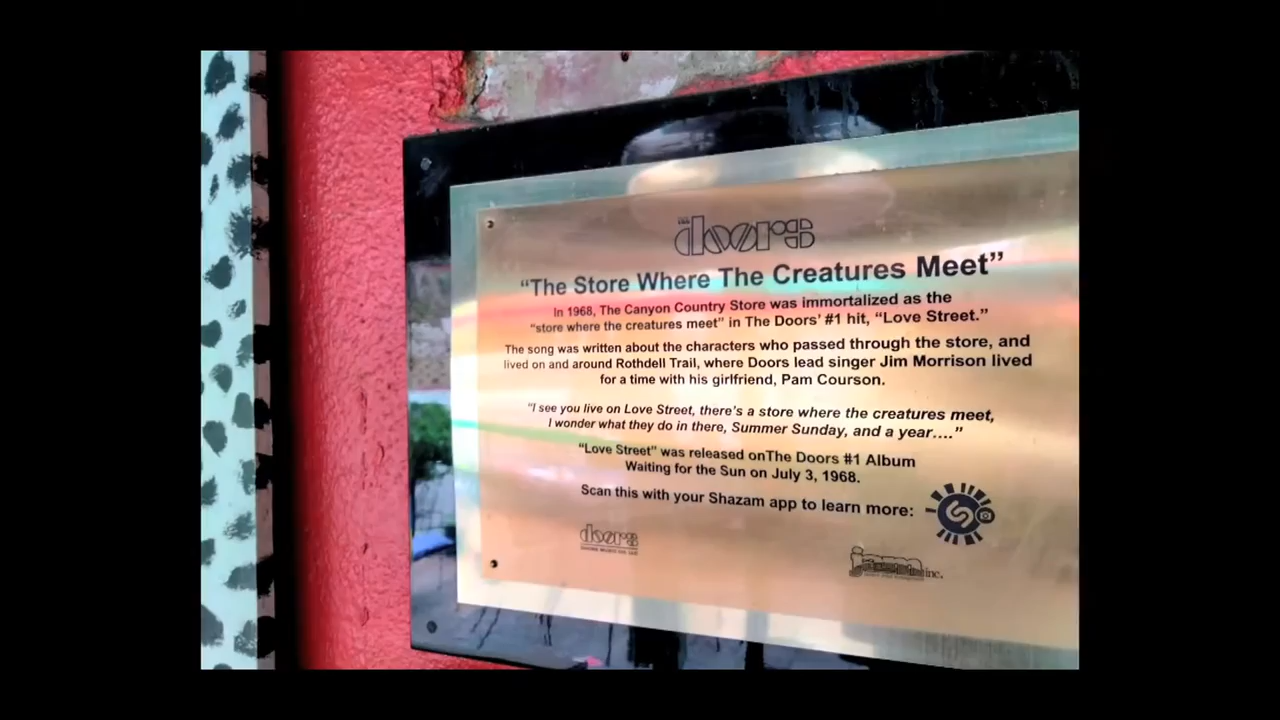 the doors
“The Store Where The Creatures Meet”
In 1968, The Canyon Country Store was immortalized as the
“store where the creatures meet” in The Doors’ #1 hit, “Love Street.”
The song was written about the characters who passed through the store, and
lived on and around Rothdell Trail, where Doors lead singer Jim Morrison lived
for a time with his girlfriend, Pam Courson.
“I see you live on Love Street, there’s a store where the creatures meet,
I wonder what they do in there, Summer Sunday, and a year....”
“Love Street” was released onThe Doors #1 Album
Waiting for the Sun on July 3, 1968.
Scan this with your Shazam app to learn more:
doors
inc.